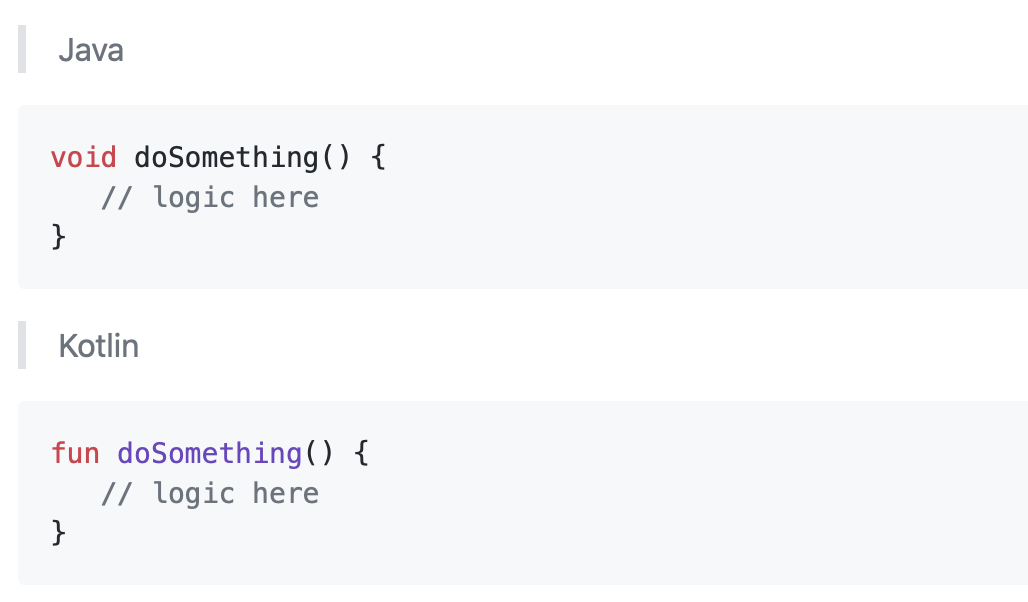 Java
void doSomething() {
   // logic here
}
Kotlin
fun doSomething() {
   // logic here
}